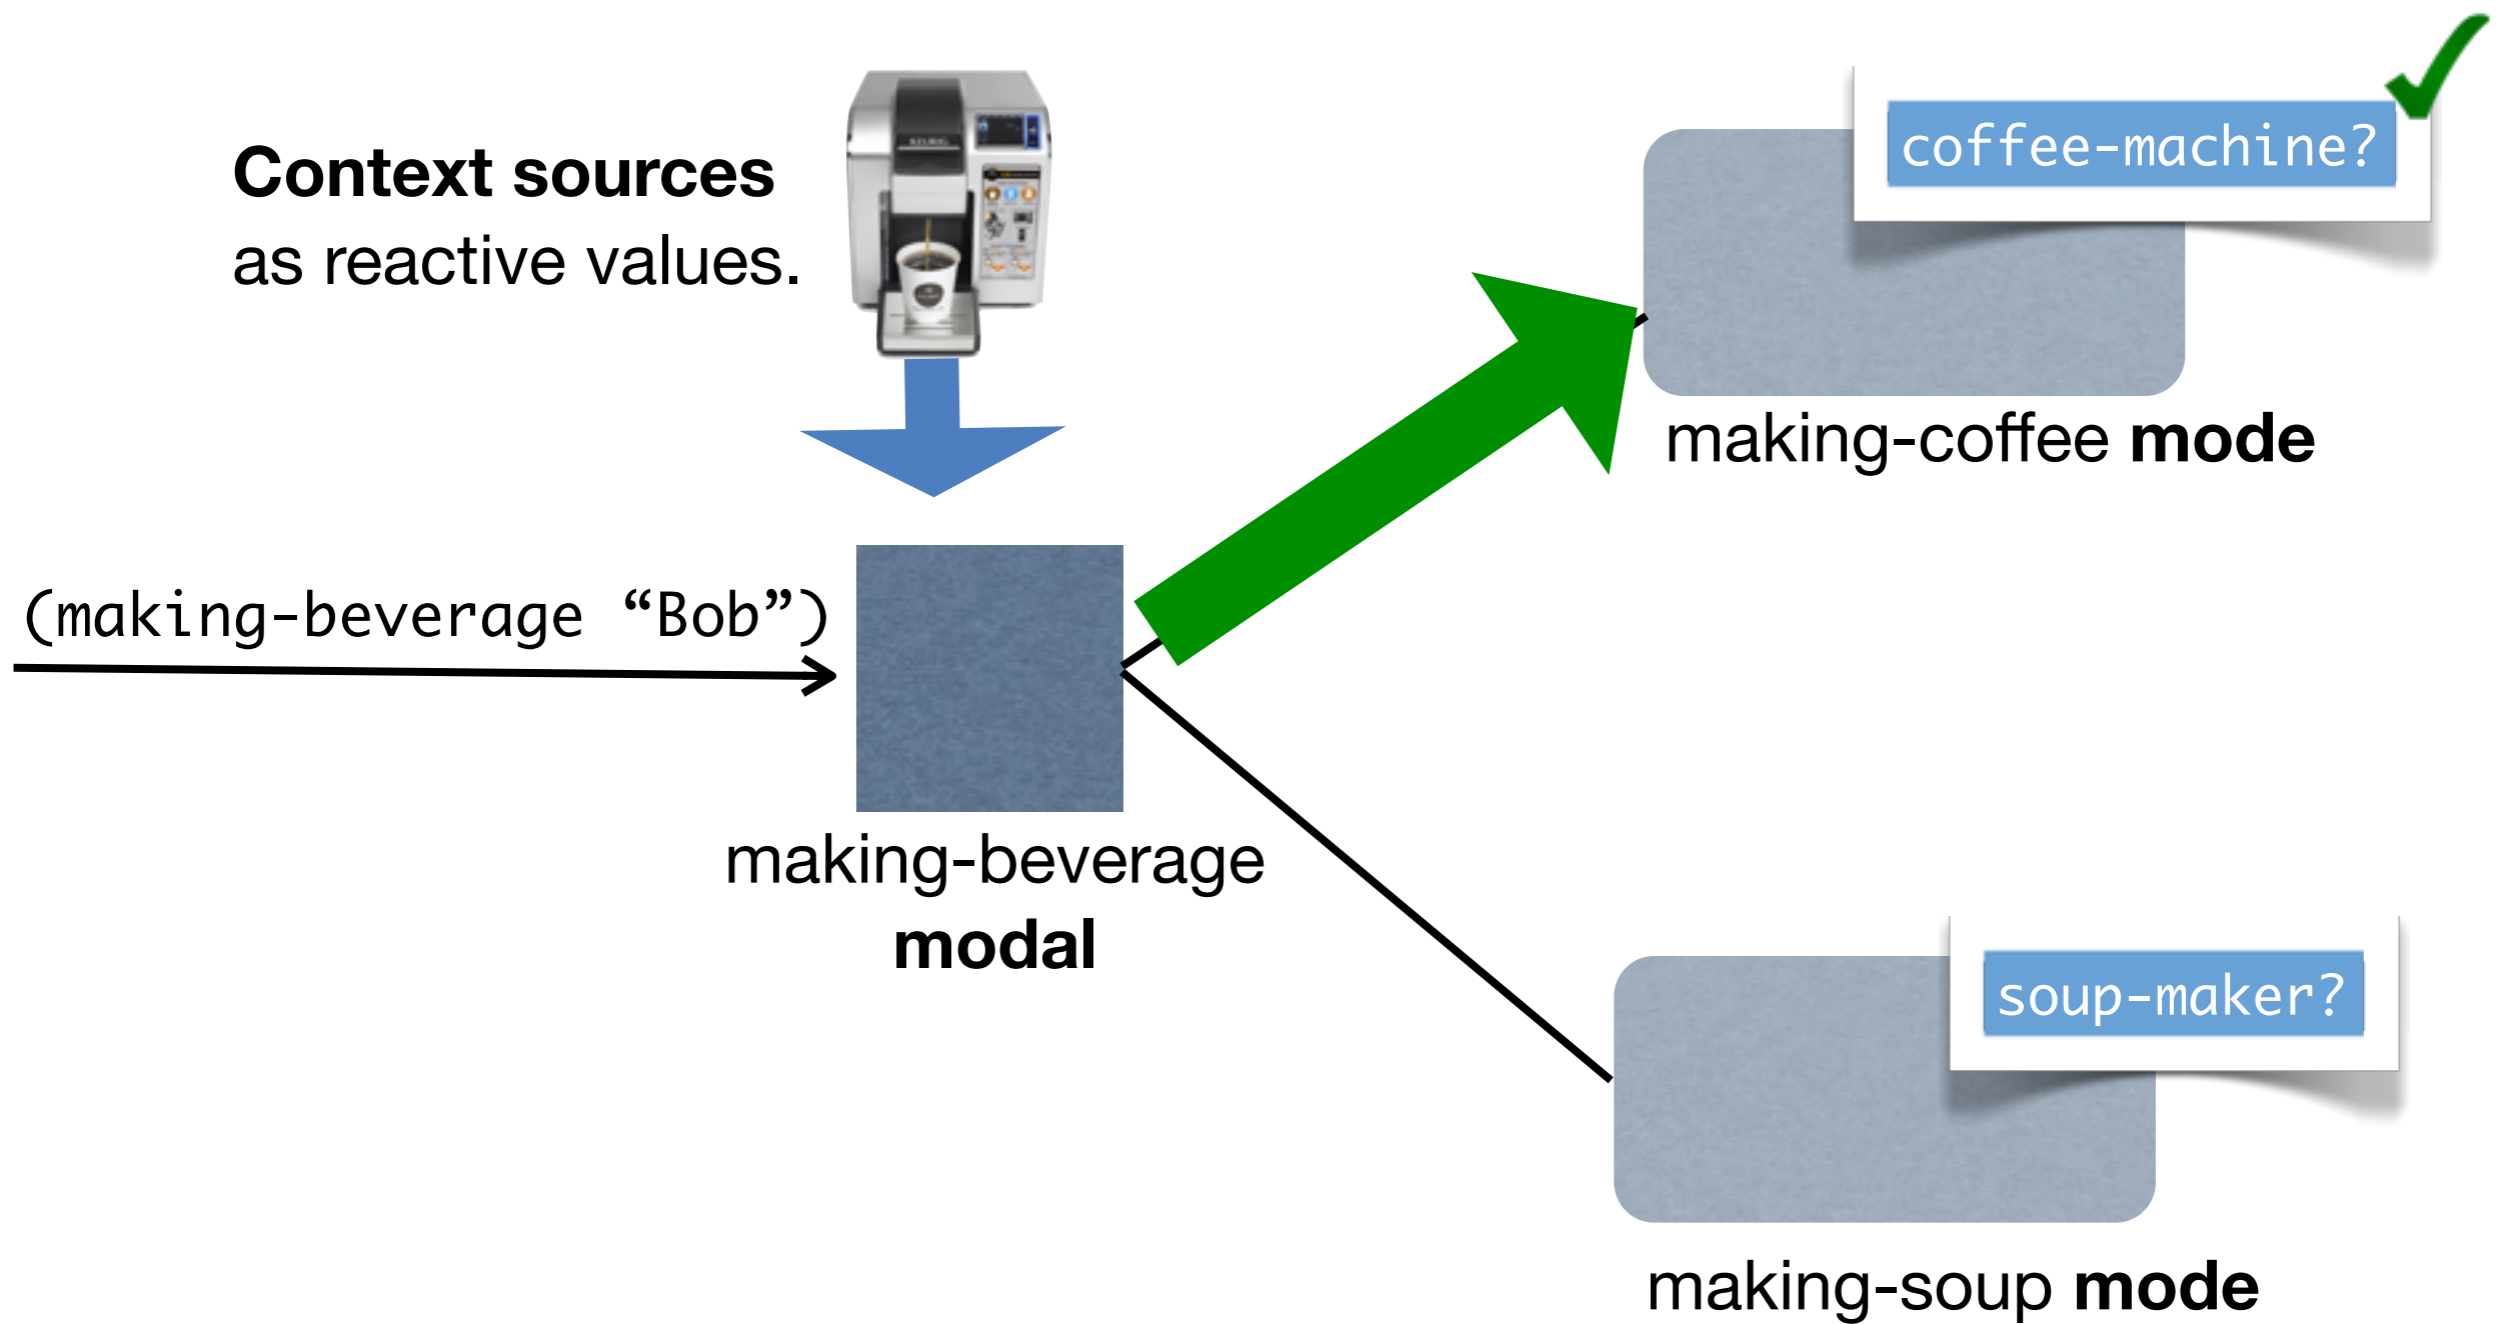 Context sources
as reactive values.
coffee-machine?
making-coffee mode
(making-beverage “Bob”)
making-beverage
modal
soup-maker?
making-soup mode